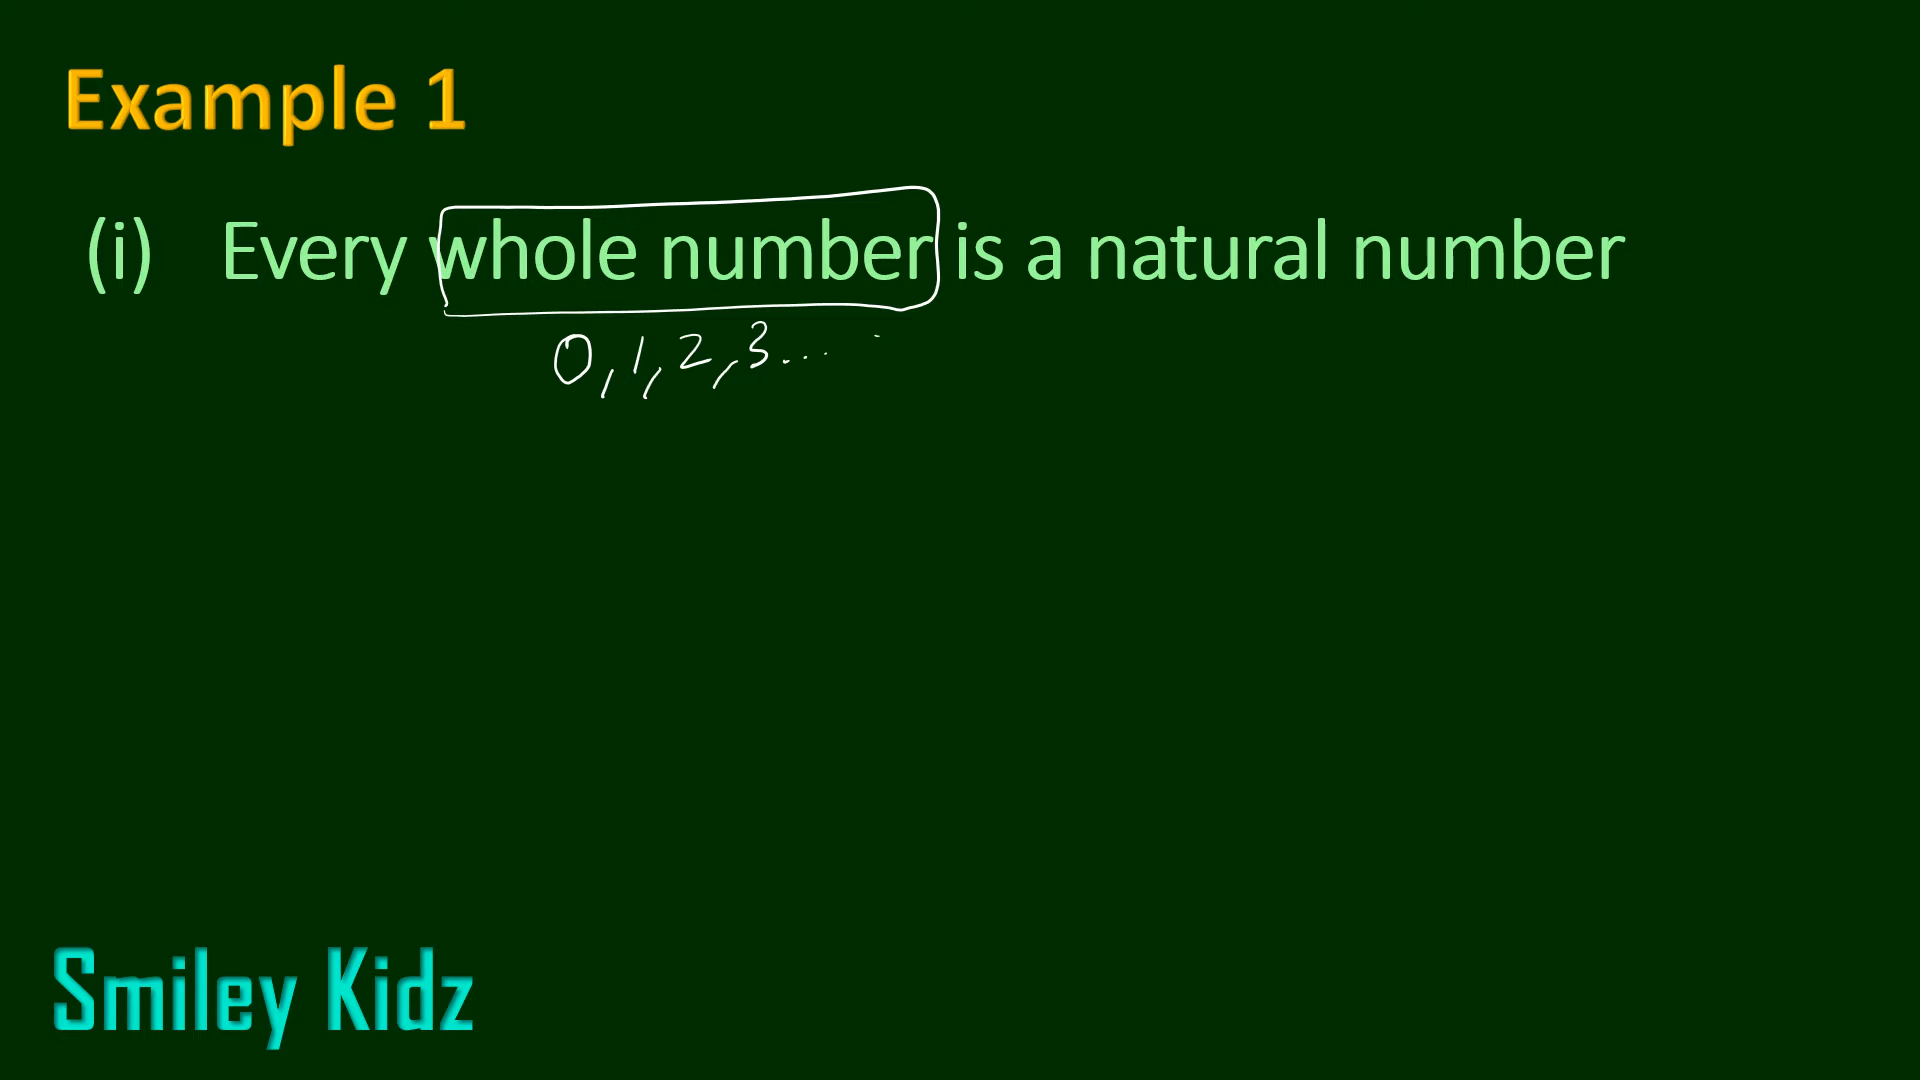 Example 1
(i) Every whole number is a natural number
0, 1, 2, 3....
Smiley Kidz